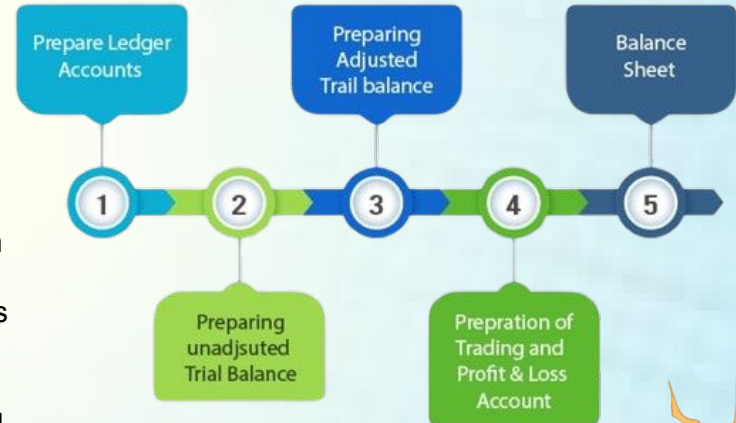 Prepare Ledger
Accounts
1
Preparing
unadjsuted
Trial Balance
2
Preparing
Adjusted
Trail balance
3
Prepration of
Trading and
Profit & Loss
Account
4
Balance
Sheet
5